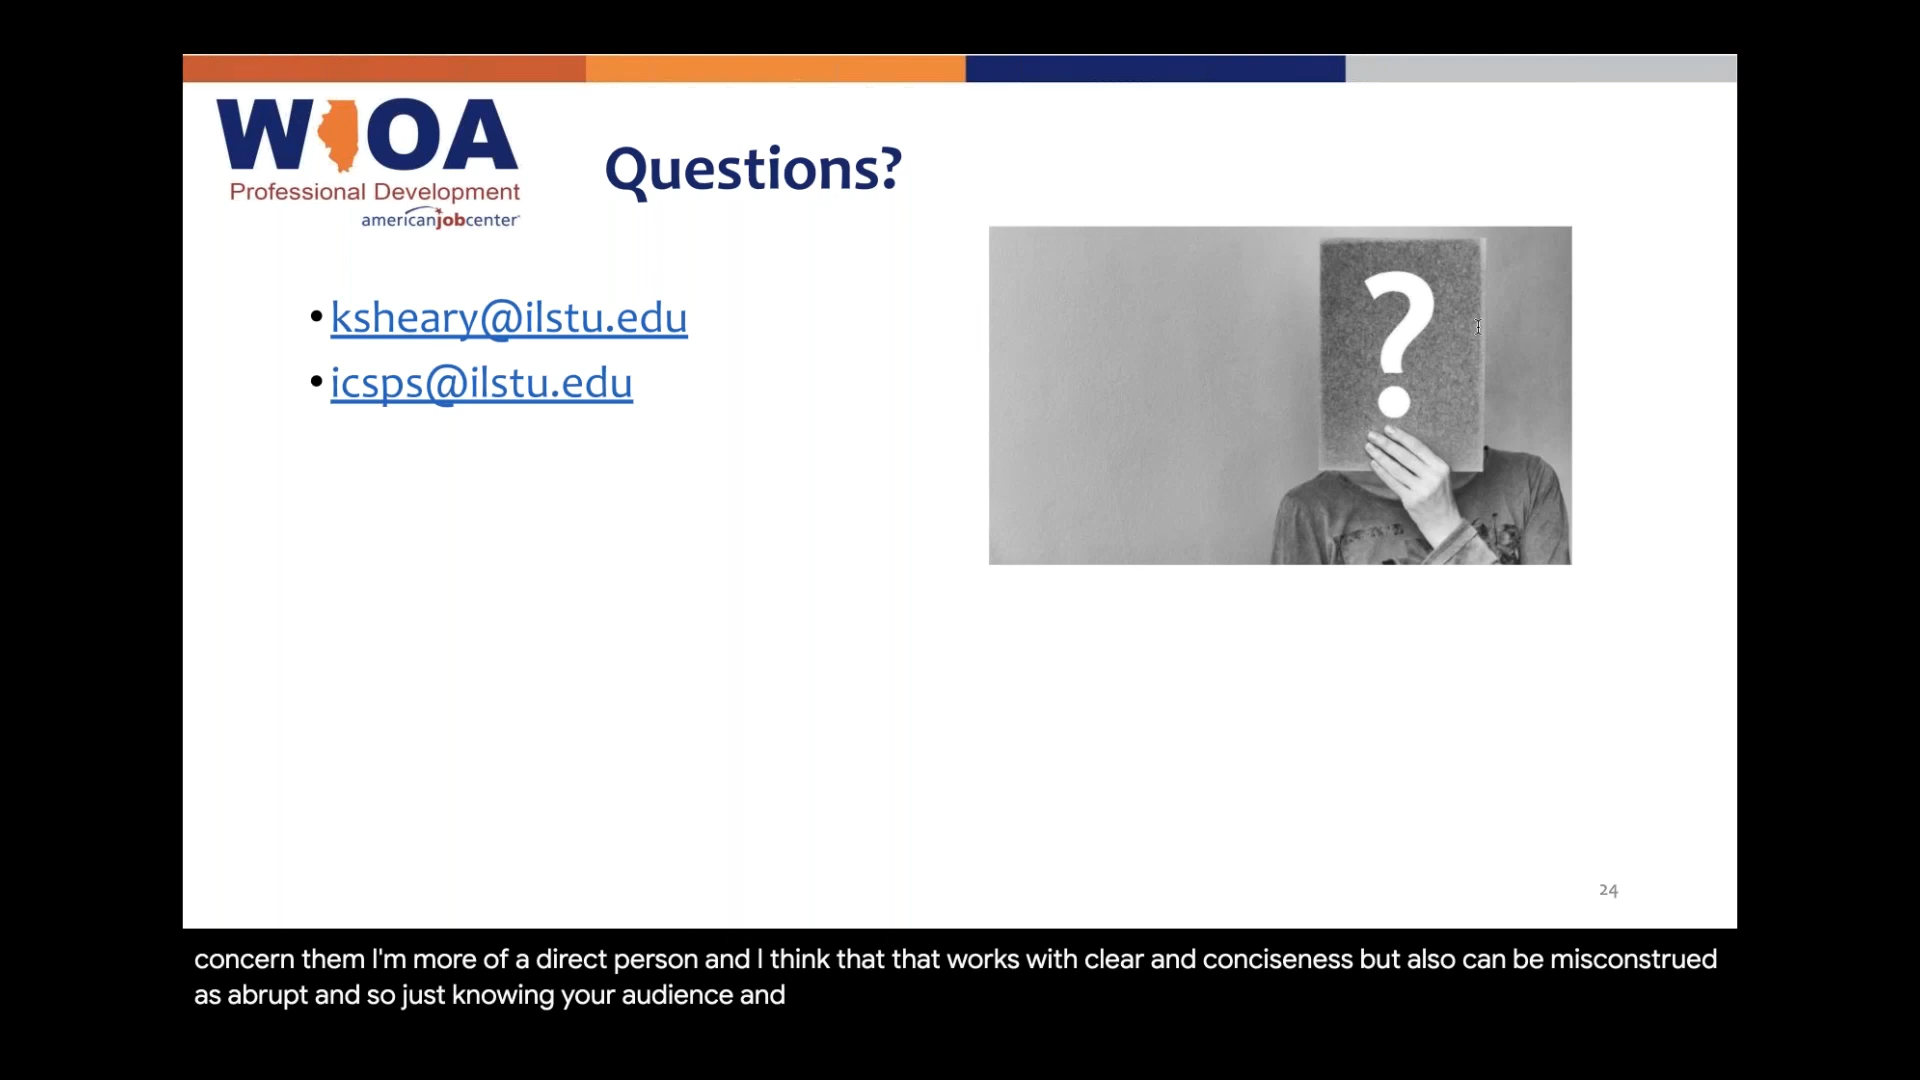 WIOA
Professional Development
americanjobcenter
Questions?
• ksheary@ilstu.edu
• icsps@ilstu.edu
?
24
concern them I'm more of a direct person and I think that that works with clear and conciseness but also can be misconstrued
as abrupt and so just knowing your audience and